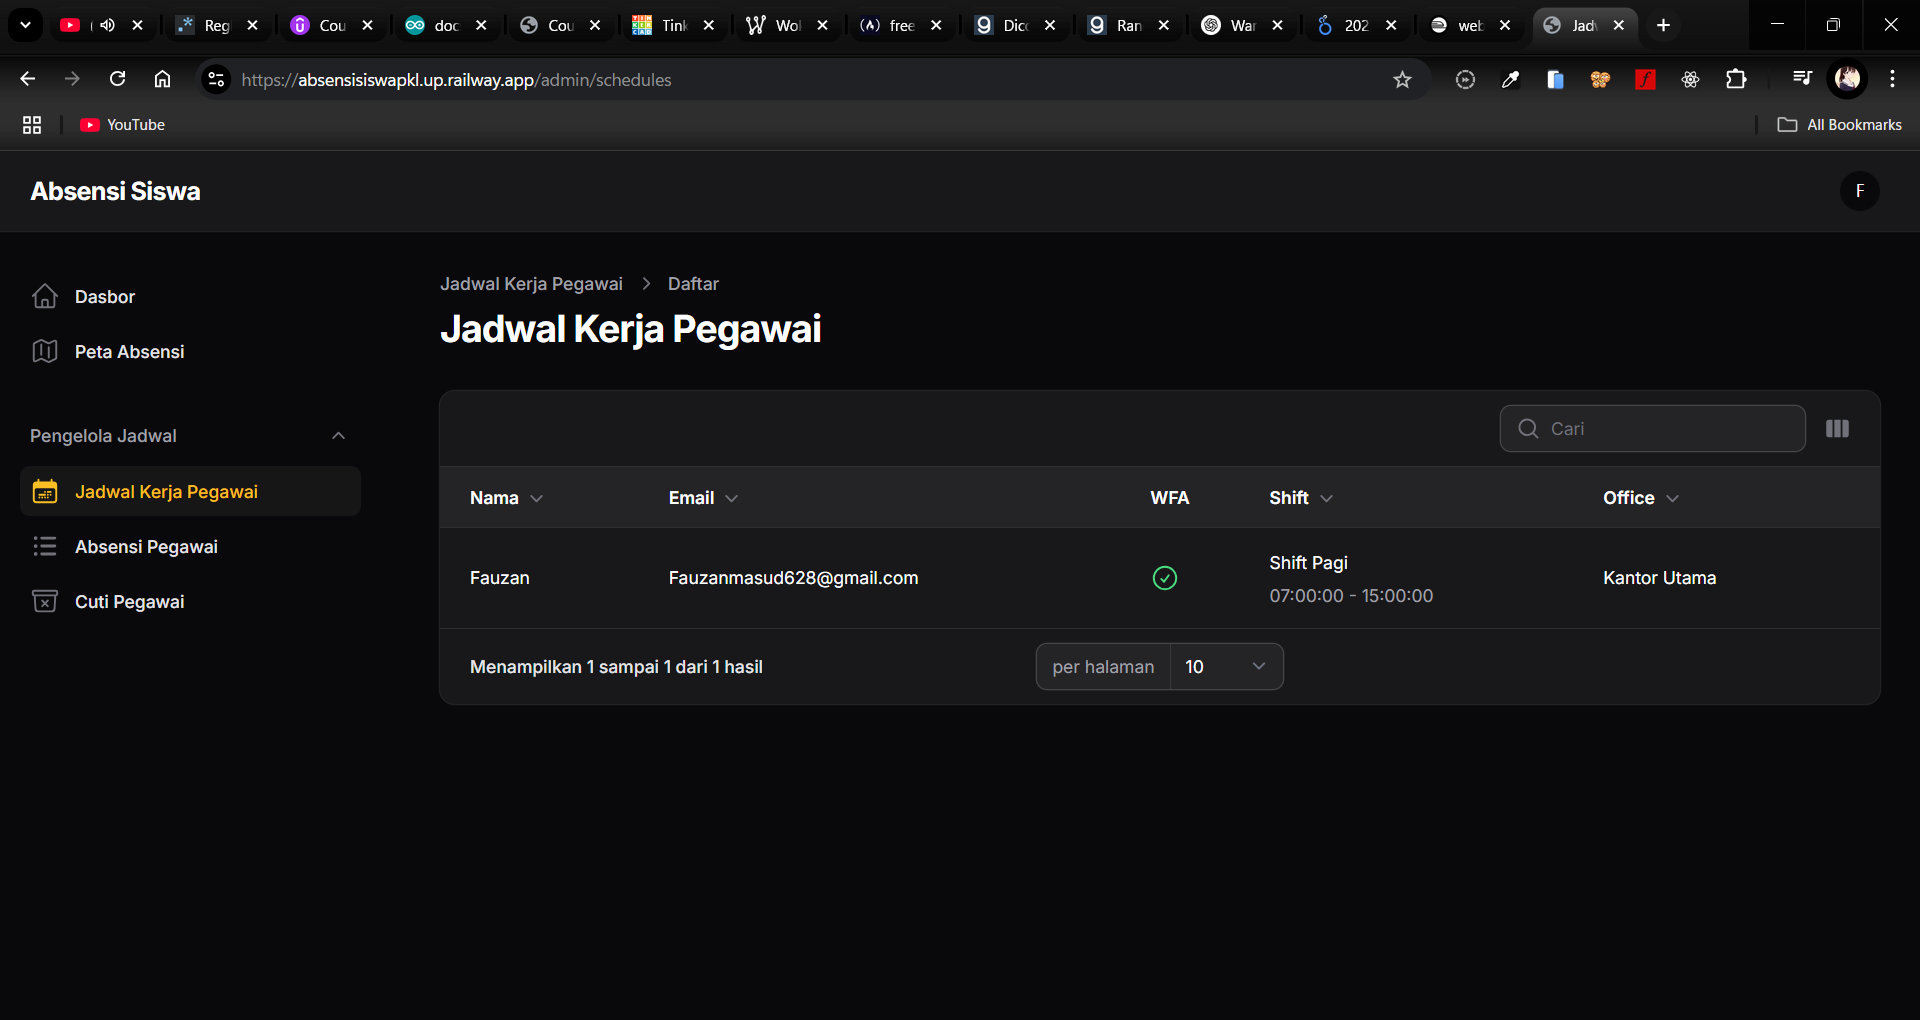 Reg
Cou
doc
Cou
Tink
Wo
free
Dicc
Ran
War
202
web
Jad
https://absensisiswapkl.up.railway.app/admin/schedules
YouTube
All Bookmarks
Absensi Siswa
F
Dasbor
Peta Absensi
Pengelola Jadwal
Jadwal Kerja Pegawai
Absensi Pegawai
Cuti Pegawai
Jadwal Kerja Pegawai > Daftar
Jadwal Kerja Pegawai
Cari
Nama Email WFA Shift Office
Fauzan Fauzanmasud628@gmail.com Shift Pagi Kantor Utama
07:00:00 - 15:00:00
Menampilkan 1 sampai 1 dari 1 hasil
per halaman 10